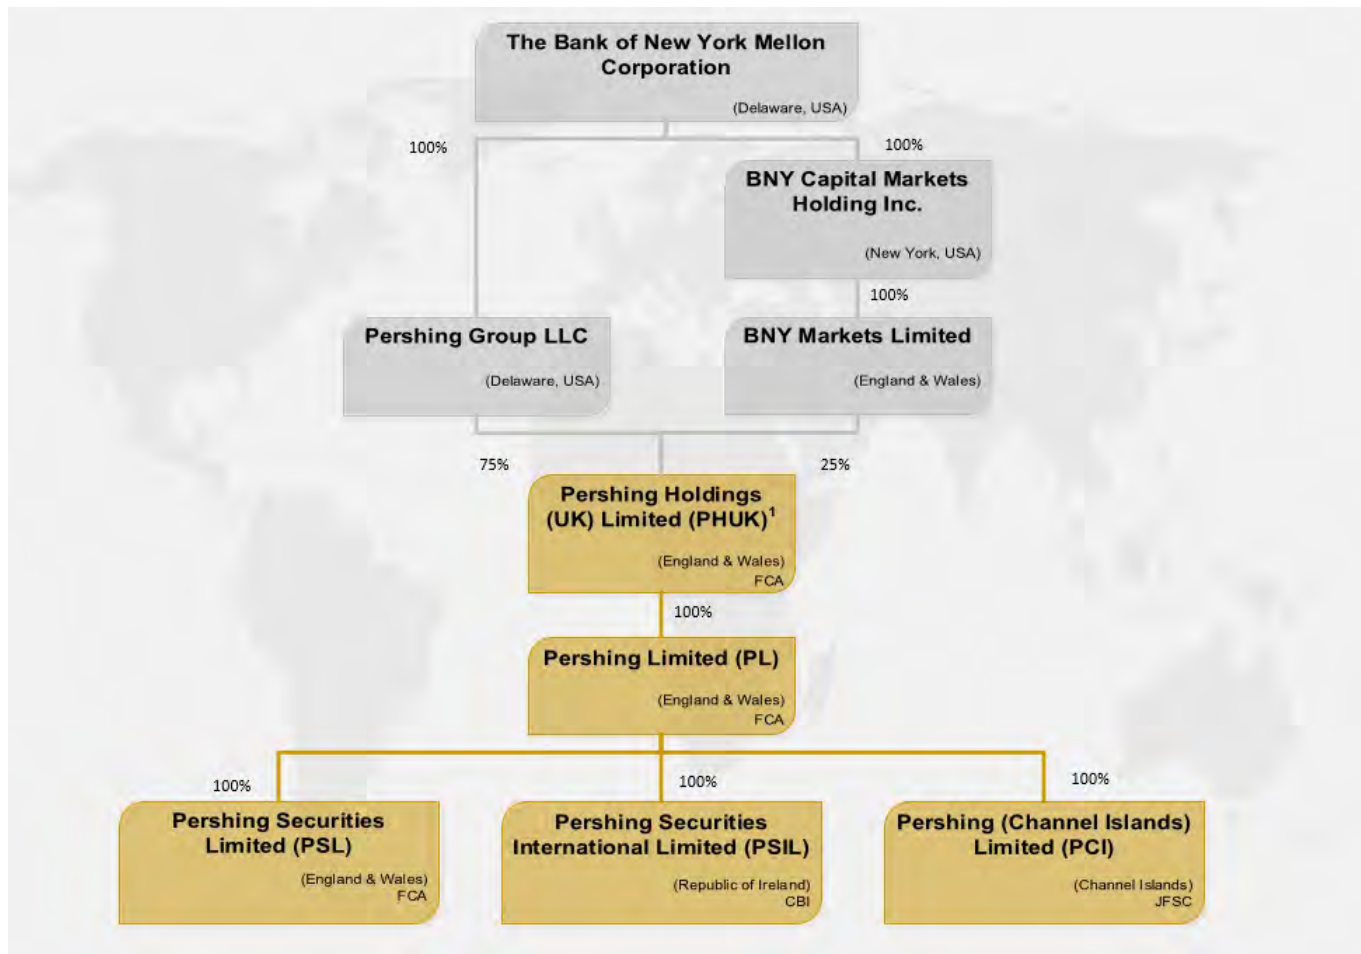 The Bank of New York Mellon
Corporation
(Delaware, USA)
100%
100%
BNY Capital Markets
Holding Inc.
(New York, USA)
100%
Pershing Group LLC
(Delaware, USA)
BNY Markets Limited
(England & Wales)
75%
25%
Pershing Holdings
(UK) Limited (PHUK)¹
(England & Wales)
FCA
100%
Pershing Limited (PL)
(England & Wales)
FCA
100%
100%
100%
Pershing Securities
Limited (PSL)
(England & Wales)
FCA
Pershing Securities
International Limited (PSIL)
(Republic of Ireland)
CBI
Pershing (Channel Islands)
Limited (PCI)
(Channel Islands)
JFSC